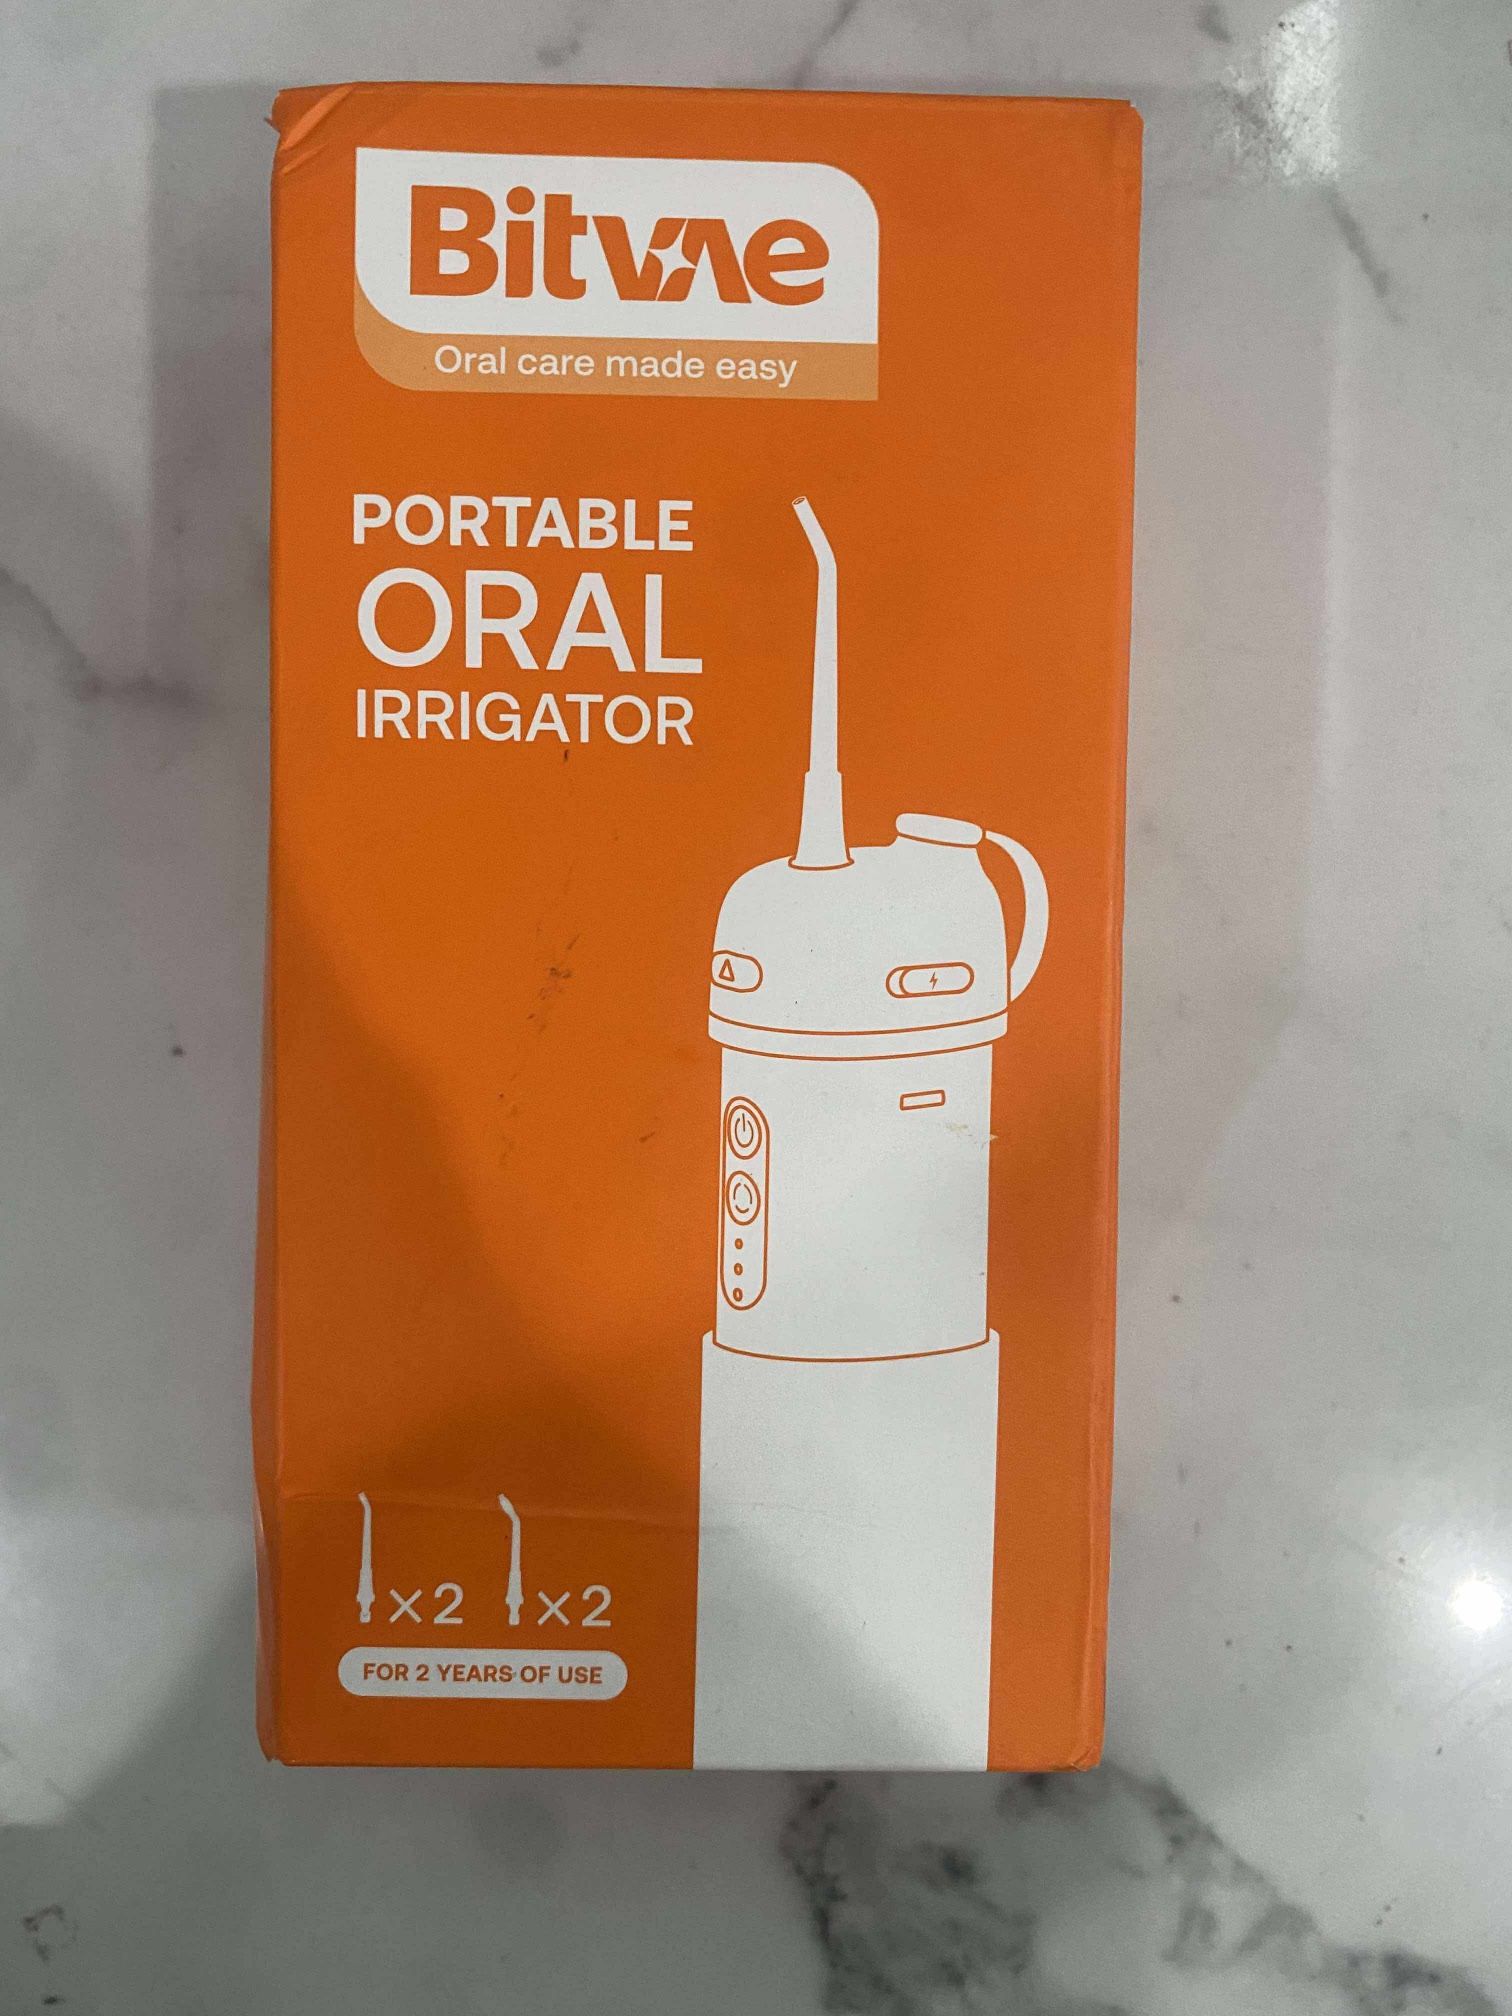 Bitvae
Oral care made easy
PORTABLE
ORAL
IRRIGATOR
×2 ×2
FOR 2 YEARS OF USE